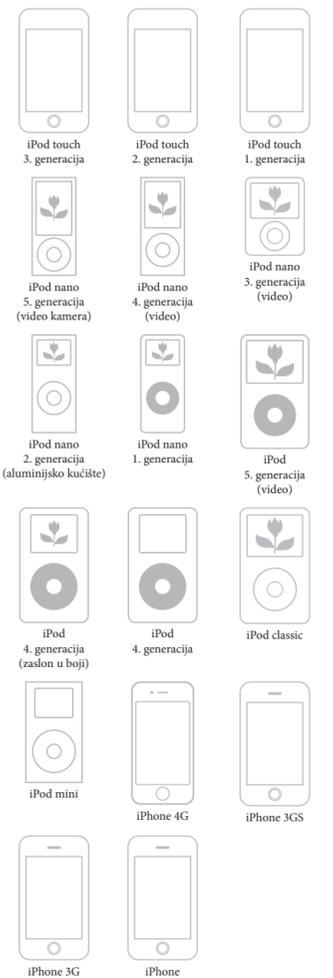 iPod touch
3. generacija
iPod touch
2. generacija
iPod touch
1. generacija
iPod nano
5. generacija
(video kamera)
iPod nano
4. generacija
(video)
iPod nano
3. generacija
(video)
iPod nano
2. generacija
(aluminijsko kućište)
iPod nano
1. generacija
iPod
5. generacija
(video)
iPod
4. generacija
(zaslon u boji)
iPod
4. generacija
iPod classic
iPod mini
iPhone 4G
iPhone 3GS
iPhone 3G
iPhone